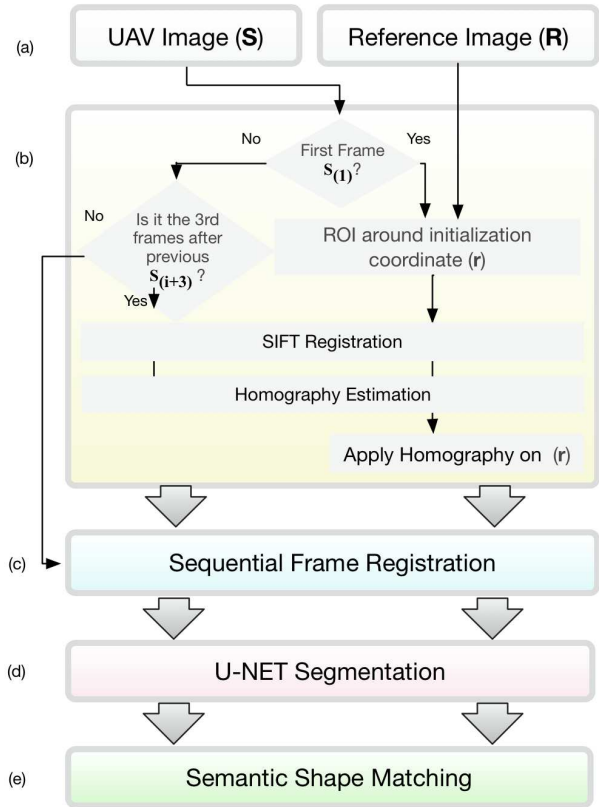 (a)
UAV Image (S)
Reference Image (R)
(b)
No
Yes
First Frame
S(1)?
No
Is it the 3rd
frames after
previous
S(i+3) ?
Yes
ROI around initialization
coordinate (r)
SIFT Registration
Homography Estimation
Apply Homography on (r)
(c)
Sequential Frame Registration
(d)
U-NET Segmentation
(e)
Semantic Shape Matching